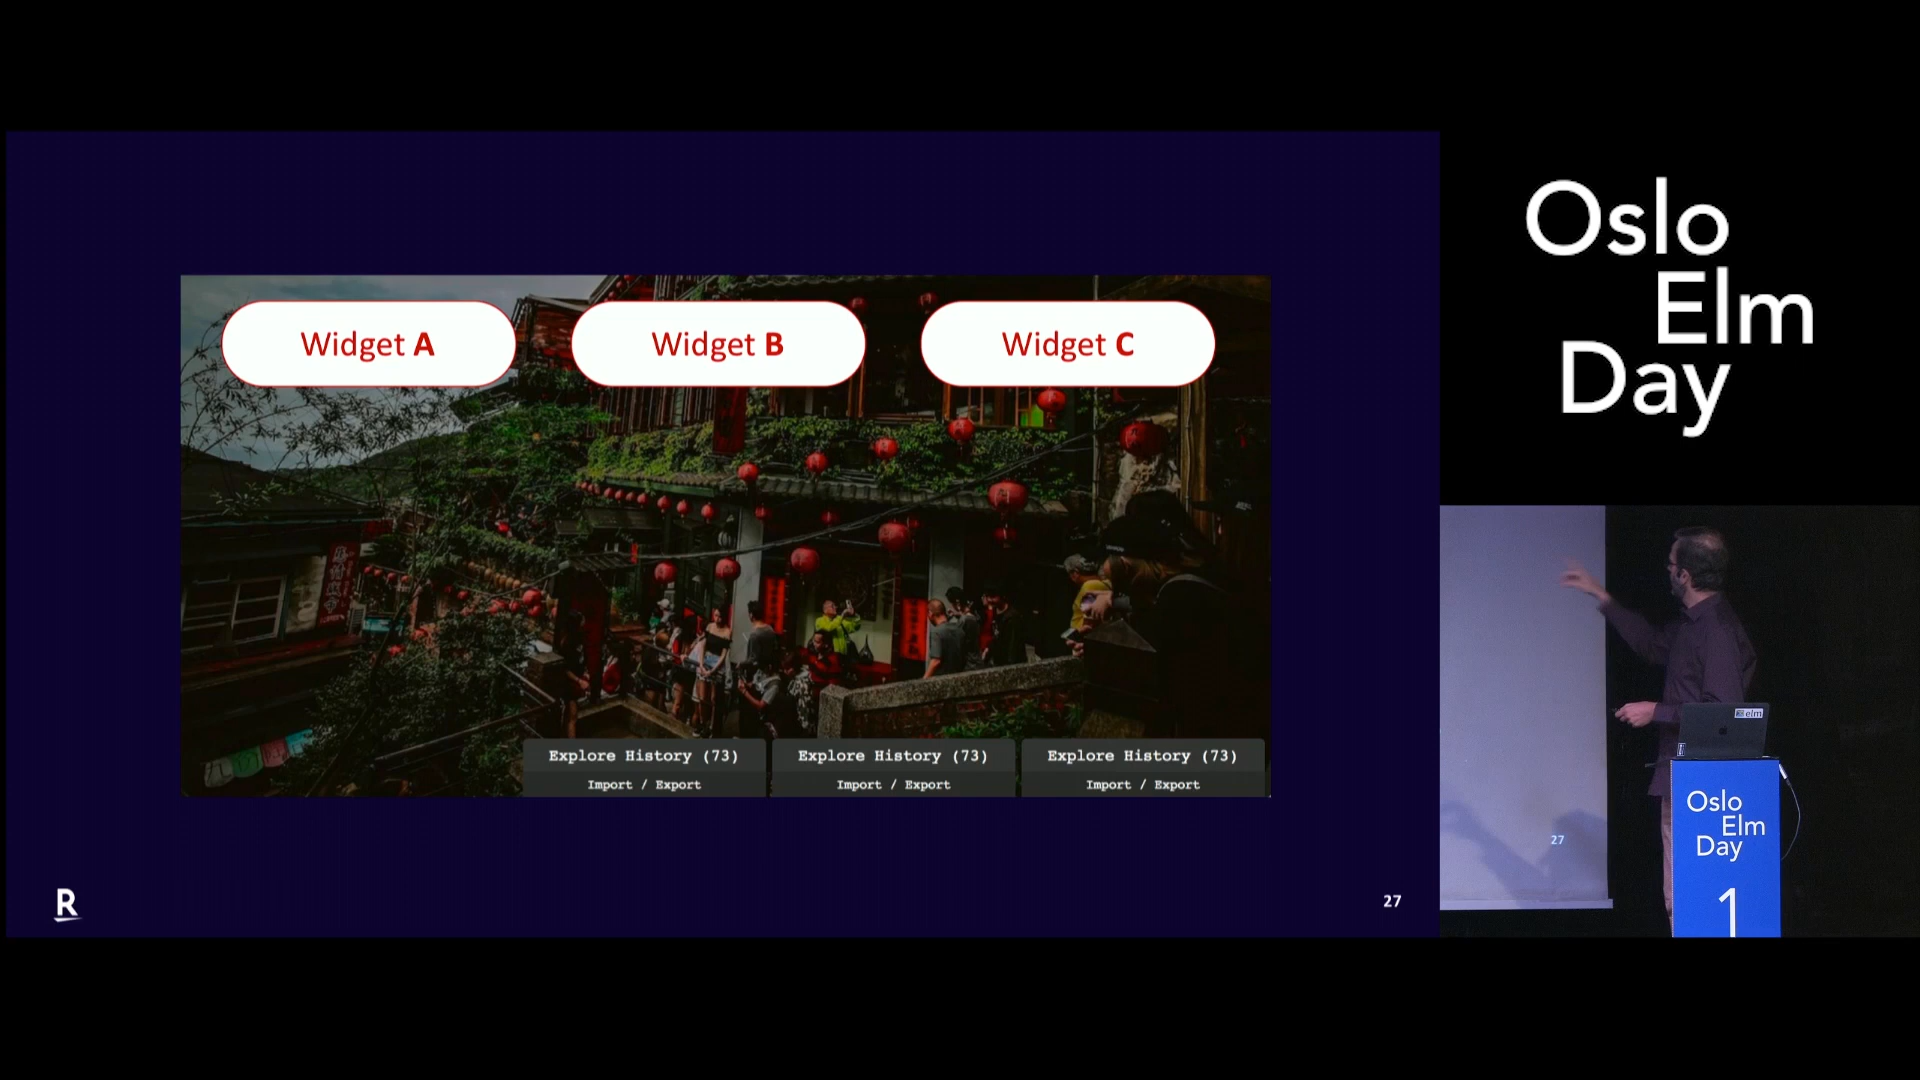 Widget A
Widget B
Widget C
Explore History (73)
Import / Export
Explore History (73)
Import / Export
Explore History (73)
Import / Export
R
27
Oslo
Elm
Day
elm
27
Oslo
Elm
Day
1